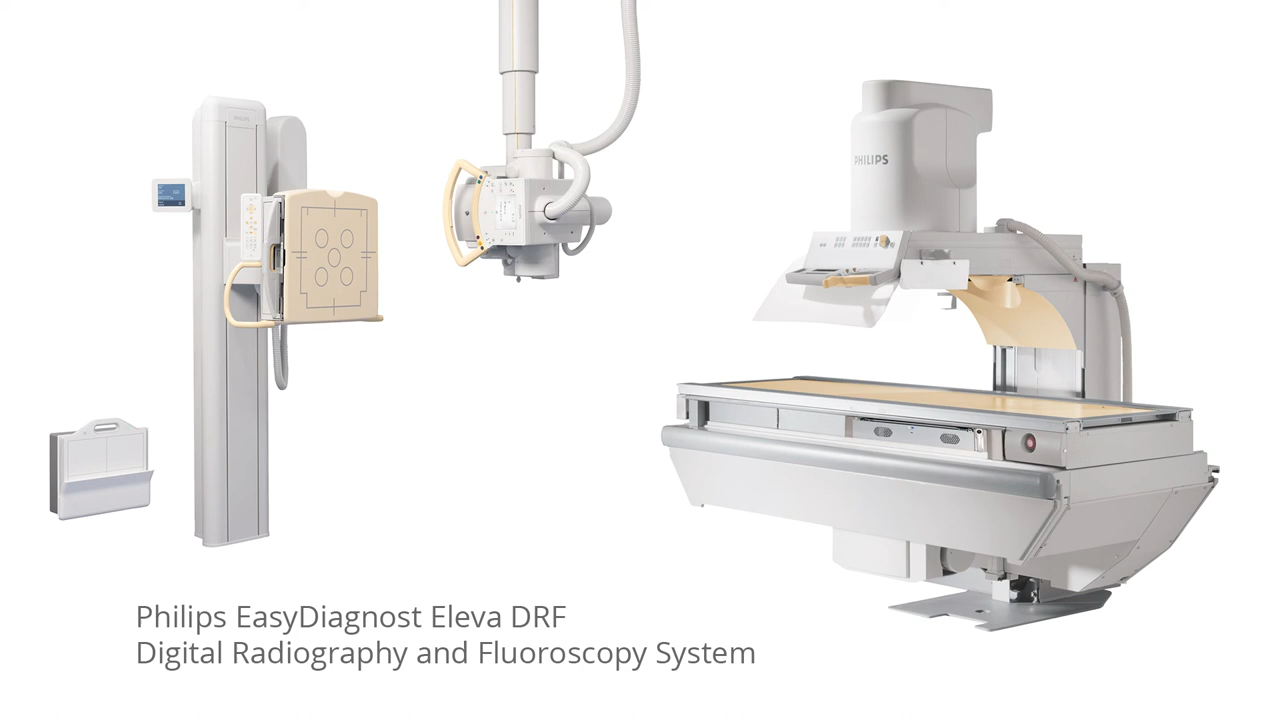 PHILIPS
PHILIPS
Philips EasyDiagnost Eleva DRF
Digital Radiography and Fluoroscopy System